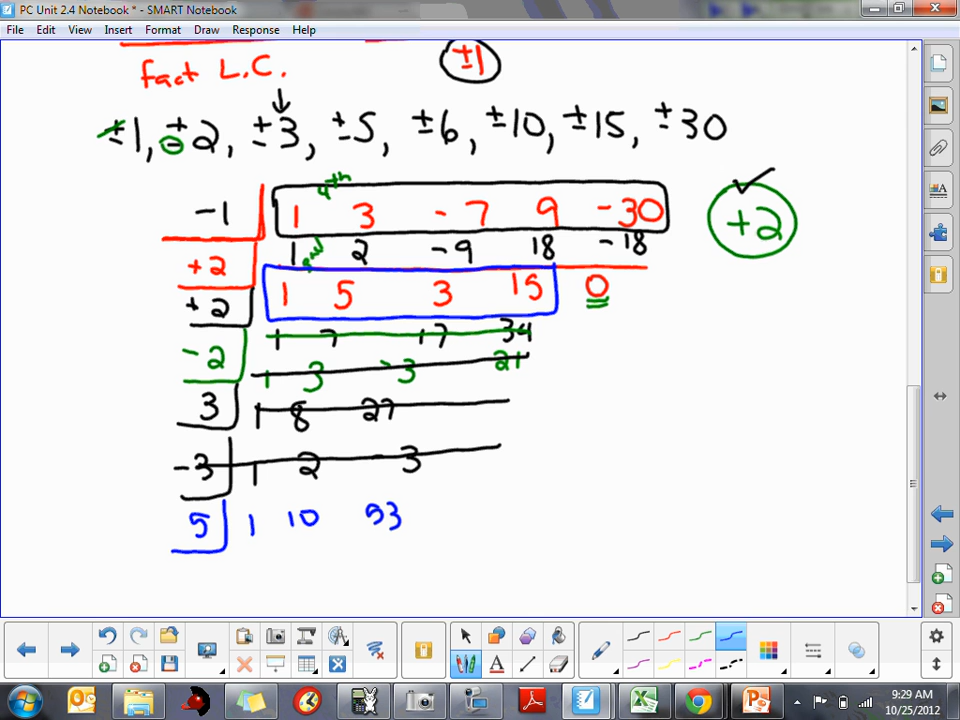 PC Unit 2.4 Notebook * - SMART Notebook
File Edit View Insert Format Draw Response Help
Fact L.C. ±1
±1, ±2, ±3, ±5, ±6, ±10, ±15, ±30
4th
-1 1 3 -7 9 -30 +2
1 2 -9 18 -18
+2 1 5 3 15 0
+2 1 7 17 34
-2 1 3 -3 21
3 1 8 27
-3 1 2 -3
5 1 10 53
9:29 AM
10/25/2012